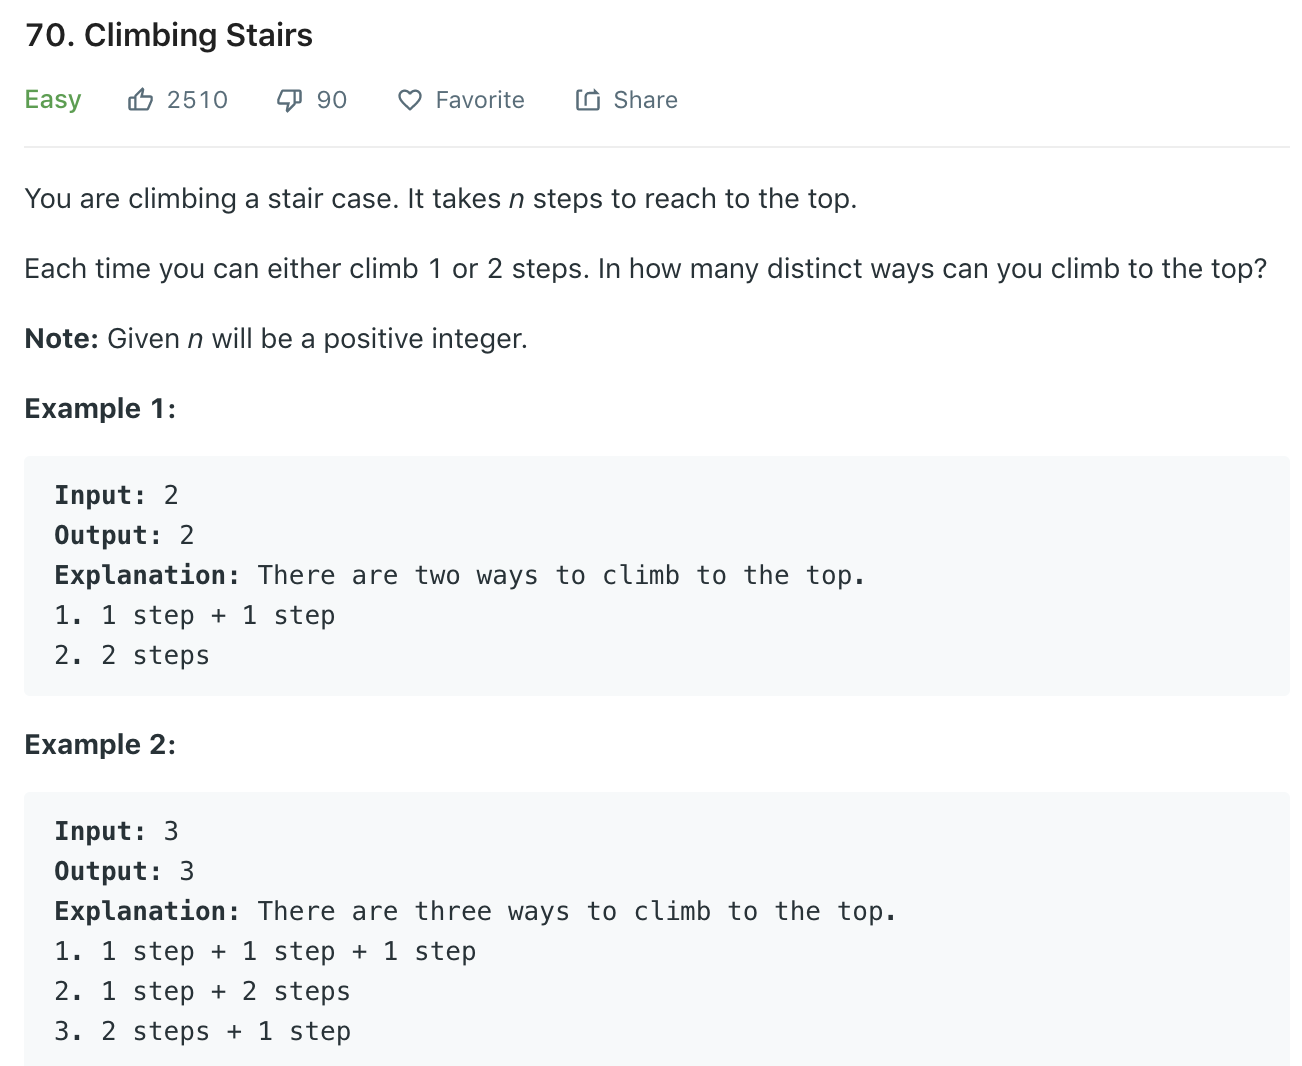 70. Climbing Stairs
Easy 2510 90 Favorite Share
You are climbing a stair case. It takes n steps to reach to the top.
Each time you can either climb 1 or 2 steps. In how many distinct ways can you climb to the top?
Note: Given n will be a positive integer.
Example 1:
Input: 2
Output: 2
Explanation: There are two ways to climb to the top.
1. 1 step + 1 step
2. 2 steps
Example 2:
Input: 3
Output: 3
Explanation: There are three ways to climb to the top.
1. 1 step + 1 step + 1 step
2. 1 step + 2 steps
3. 2 steps + 1 step